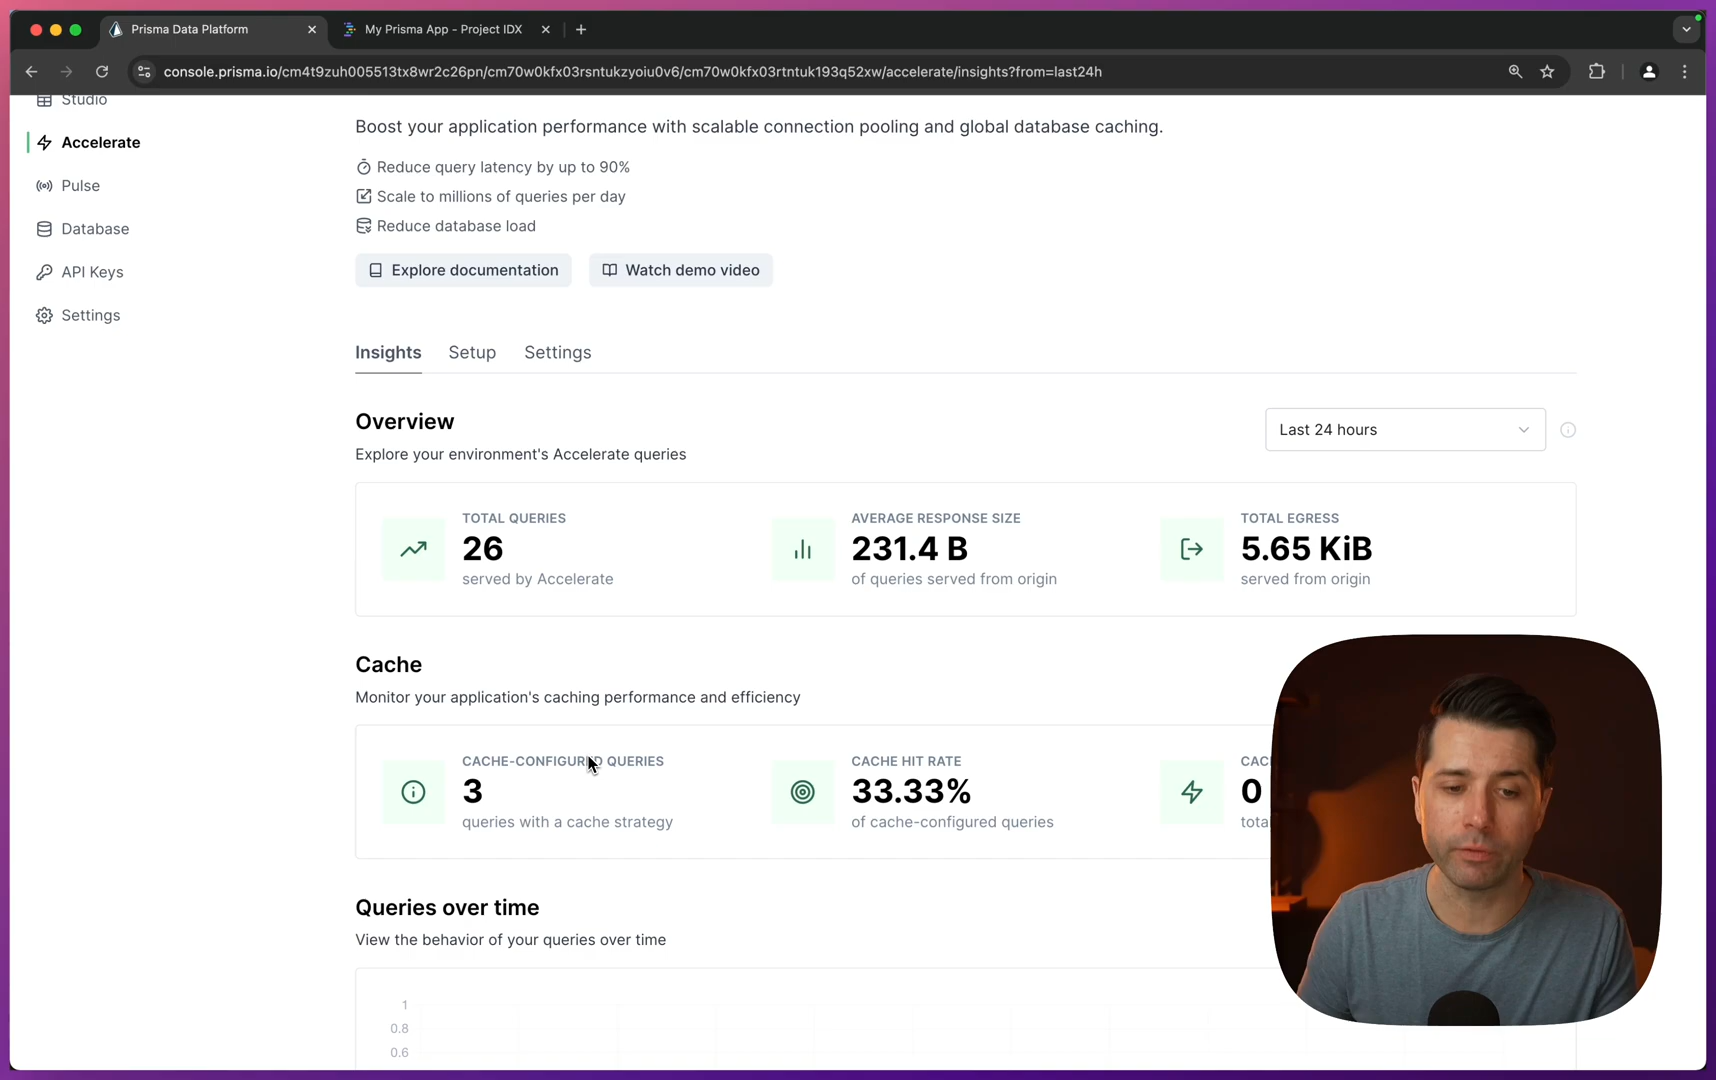 Prisma Data Platform
My Prisma App - Project IDX
console.prisma.io/cm4t9zuh005513tx8wr2c26pn/cm70w0kfx03rsntukzyoiu0v6/cm70w0kfx03rtntuk193q52xw/accelerate/insights?from=last24h
Studio
Accelerate
Pulse
Database
API Keys
Settings
Boost your application performance with scalable connection pooling and global database caching.
Reduce query latency by up to 90%
Scale to millions of queries per day
Reduce database load
Explore documentation
Watch demo video
Insights
Setup
Settings
Overview
Explore your environment's Accelerate queries
Last 24 hours
TOTAL QUERIES
26
served by Accelerate
AVERAGE RESPONSE SIZE
231.4 B
of queries served from origin
TOTAL EGRESS
5.65 KiB
served from origin
Cache
Monitor your application's caching performance and efficiency
CACHE-CONFIGURED QUERIES
3
queries with a cache strategy
CACHE HIT RATE
33.33%
of cache-configured queries
CAC
0
tota
Queries over time
View the behavior of your queries over time
1
0.8
0.6